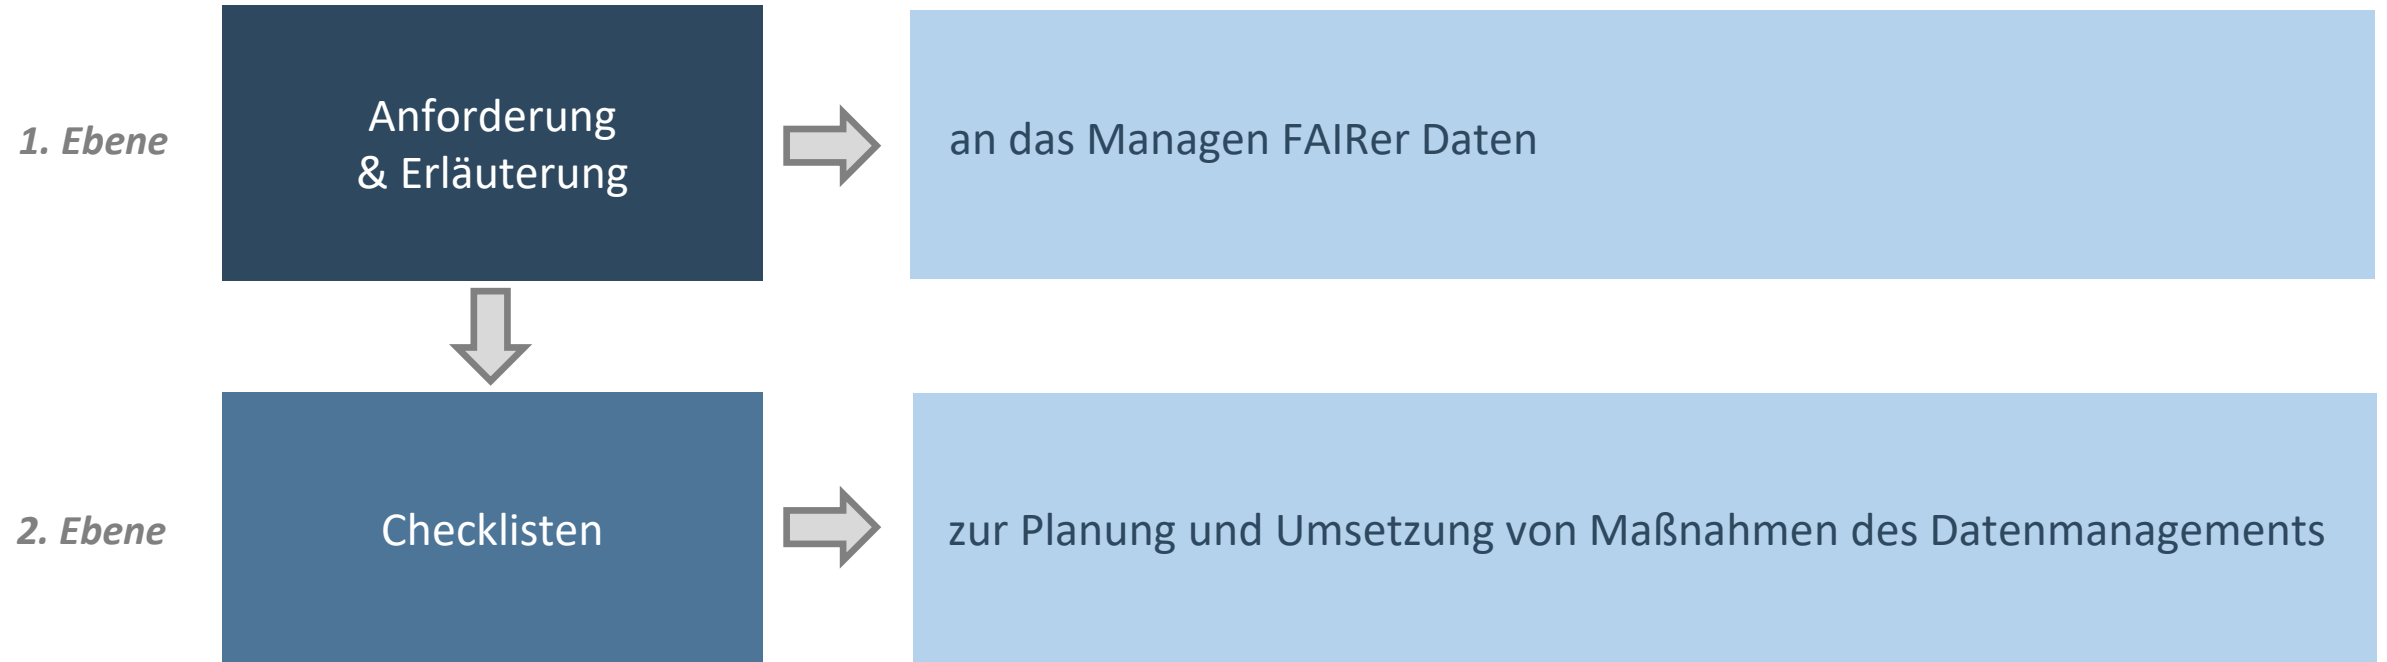 1. Ebene
Anforderung
& Erläuterung
an das Managen FAIRer Daten
2. Ebene
Checklisten
zur Planung und Umsetzung von Maßnahmen des Datenmanagements